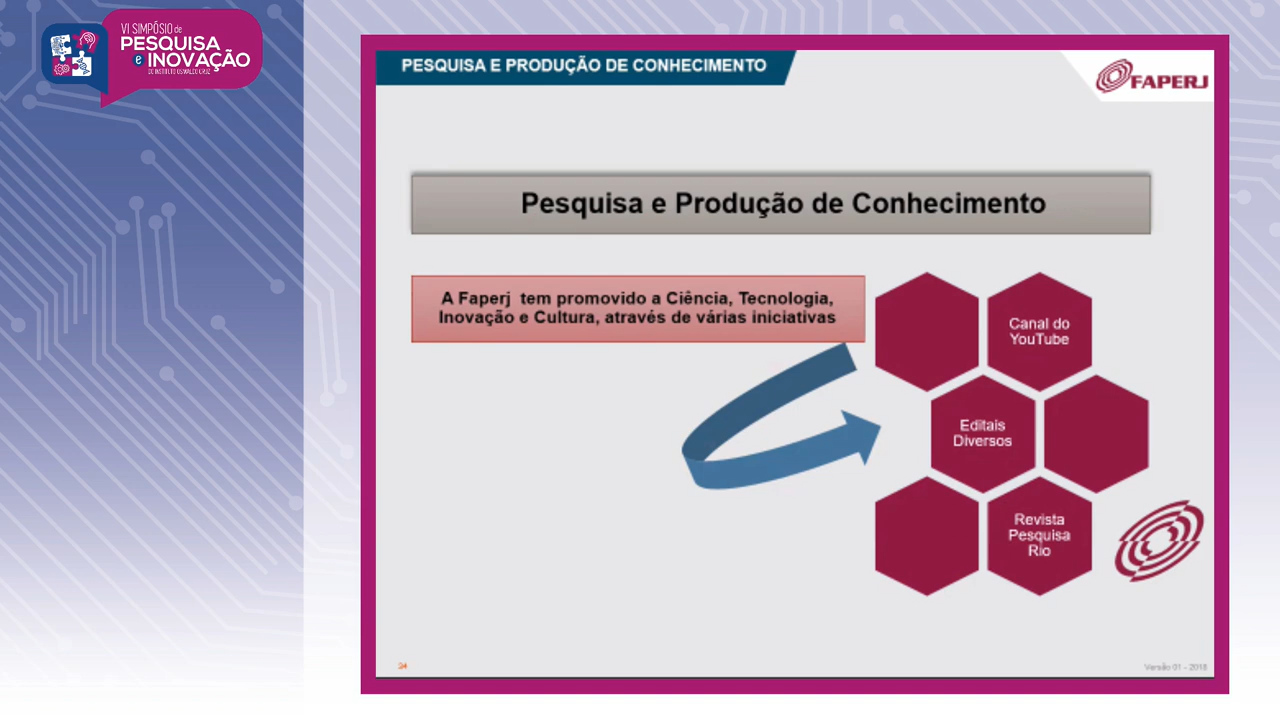 VI SIMPÓSIO de
PESQUISA
e INOVAÇÃO
DO INSTITUTO OSWALDO CRUZ
PESQUISA E PRODUÇÃO DE CONHECIMENTO
FAPERJ
Pesquisa e Produção de Conhecimento
A Faperj tem promovido a Ciência, Tecnologia,
Inovação e Cultura, através de várias iniciativas
Canal do
YouTube
Editais
Diversos
Revista
Pesquisa
Rio
24
Versão 01 - 2018